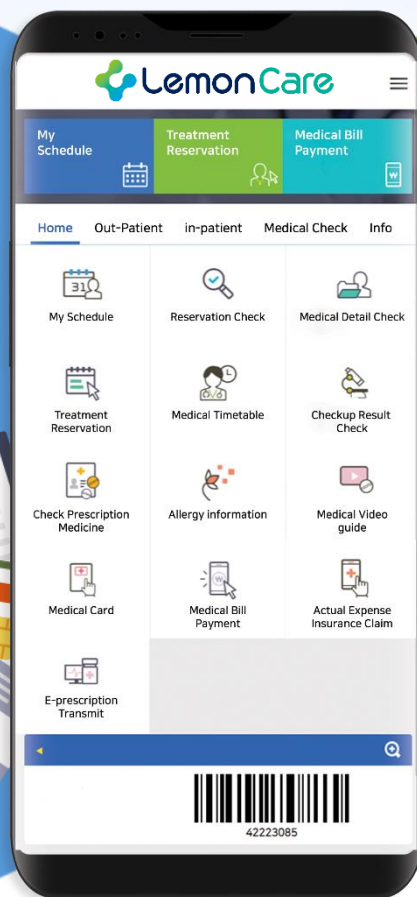 LemonCare
My
Schedule
Treatment
Reservation
Medical Bill
Payment
Home Out-Patient in-patient Medical Check Info
31
My Schedule
Reservation Check
Medical Detail Check
Treatment
Reservation
Medical Timetable
Checkup Result
Check
Check Prescription
Medicine
Allergy information
Medical Video
guide
Medical Card
Medical Bill
Payment
Actual Expense
Insurance Claim
E-prescription
Transmit
42223085